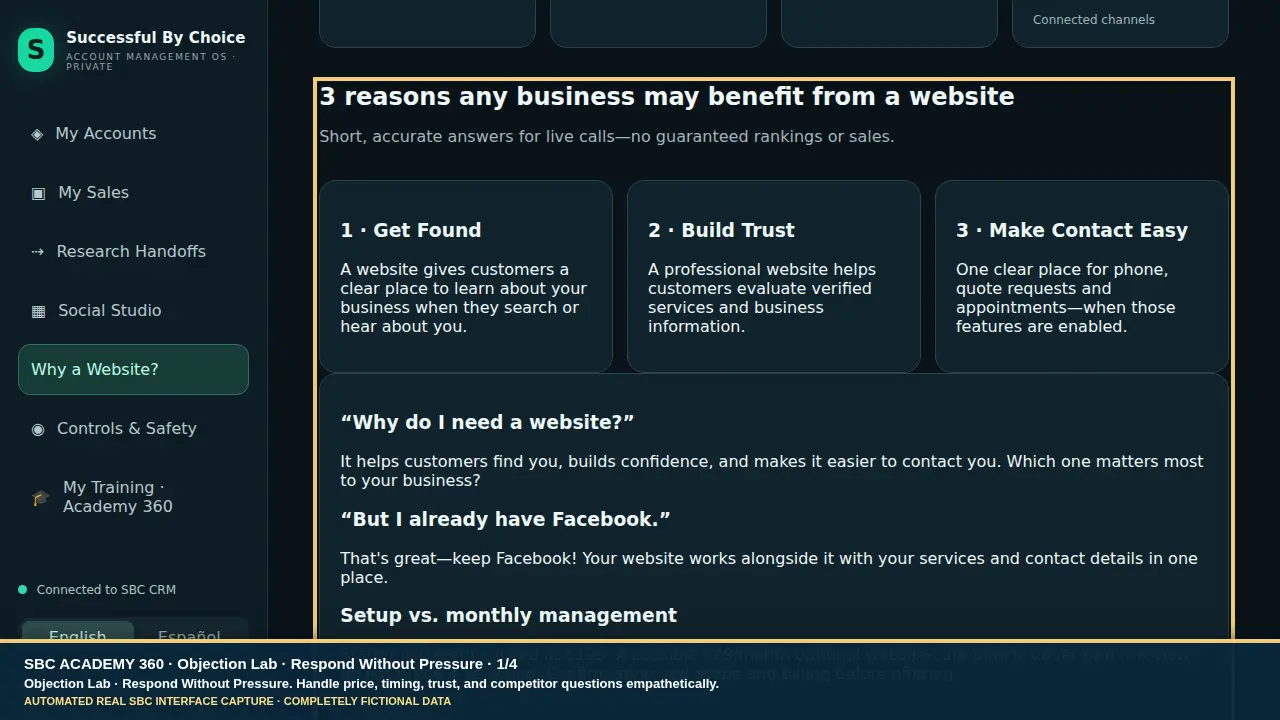 S
Successful By Choice
ACCOUNT MANAGEMENT OS ·
PRIVATE
My Accounts
My Sales
Research Handoffs
Social Studio
Why a Website?
Controls & Safety
My Training ·
Academy 360
Connected to SBC CRM
English
Español
Connected channels
3 reasons any business may benefit from a website
Short, accurate answers for live calls—no guaranteed rankings or sales.
1 · Get Found
A website gives customers a
clear place to learn about your
business when they search or
hear about you.
2 · Build Trust
A professional website helps
customers evaluate verified
services and business
information.
3 · Make Contact Easy
One clear place for phone,
quote requests and
appointments—when those
features are enabled.
“Why do I need a website?”
It helps customers find you, builds confidence, and makes it easier to contact you. Which one matters most
to your business?
“But I already have Facebook.”
That's great—keep Facebook! Your website works alongside it with your services and contact details in one
place.
Setup vs. monthly management
SBC ACADEMY 360 · Objection Lab · Respond Without Pressure · 1/4
Objection Lab · Respond Without Pressure. Handle price, timing, trust, and competitor questions empathetically.
AUTOMATED REAL SBC INTERFACE CAPTURE · COMPLETELY FICTIONAL DATA